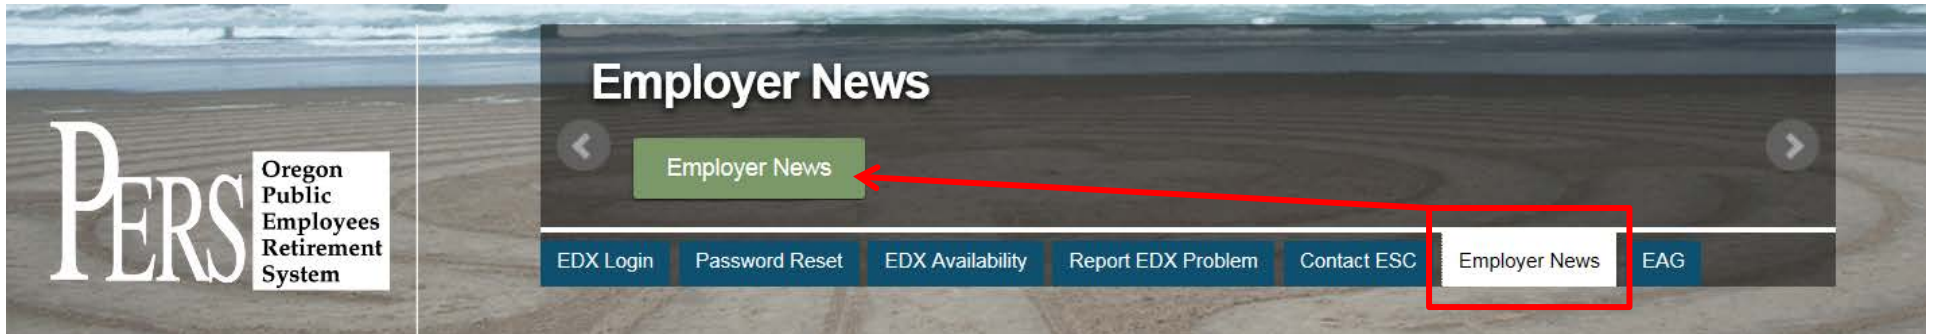 PERS
Oregon
Public
Employees
Retirement
System
Employer News
Employer News
EDX Login
Password Reset
EDX Availability
Report EDX Problem
Contact ESC
Employer News
EAG